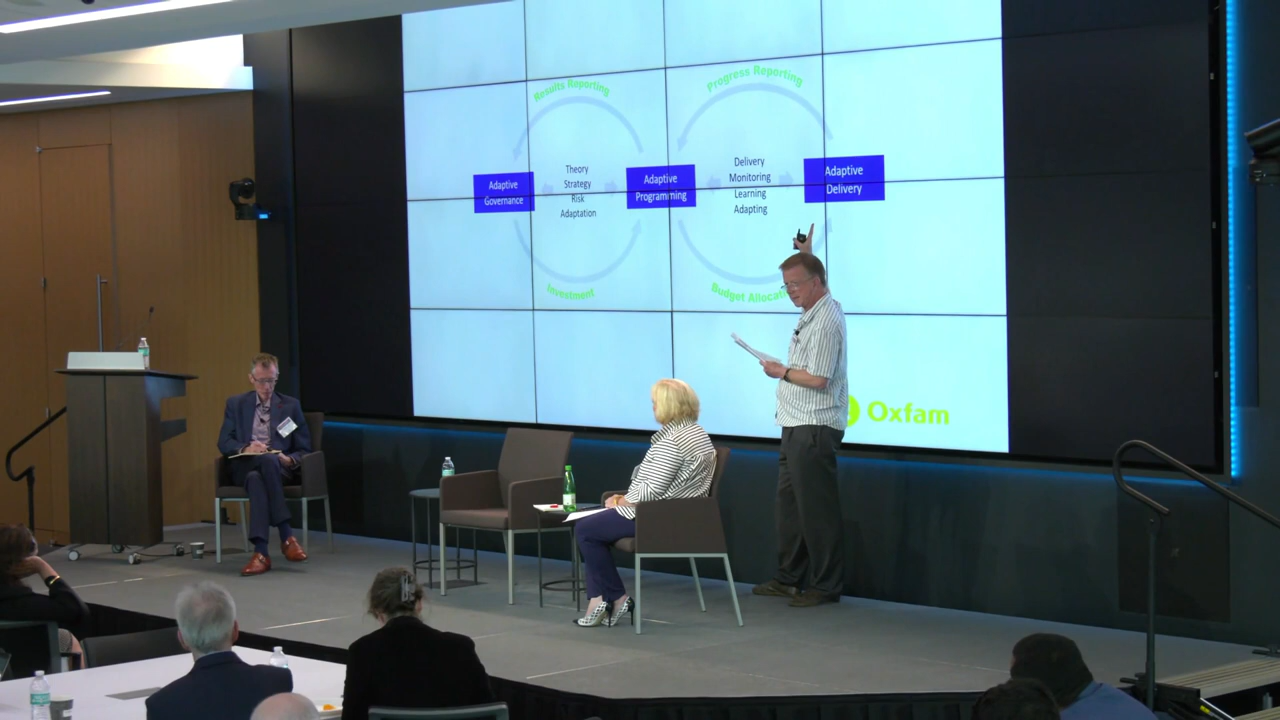 Results Reporting
Progress Reporting
Adaptive
Governance
Theory
Strategy
Risk
Adaptation
Adaptive
Programming
Delivery
Monitoring
Learning
Adapting
Adaptive
Delivery
Investment
Budget
Oxfam